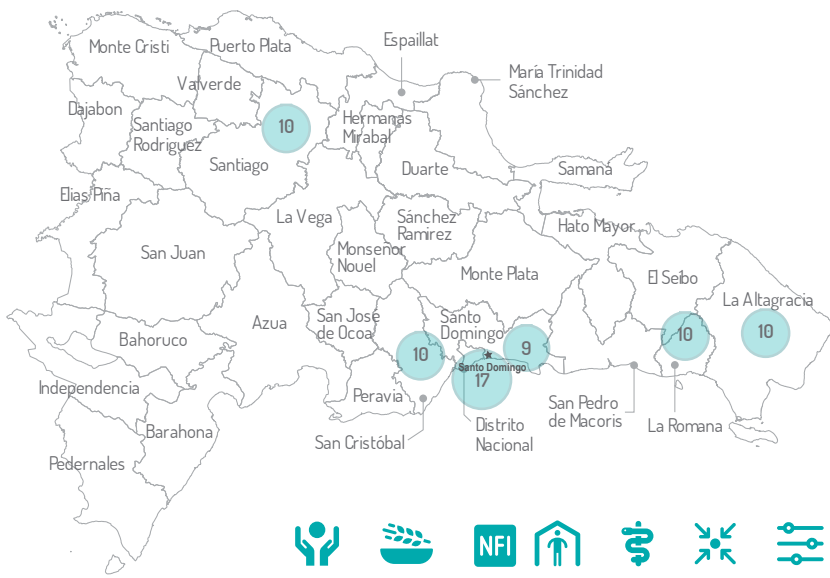 Espaillat
Monte Cristi
Puerto Plata
María Trinidad
Sánchez
Valverde
Dajabon
Santiago
Rodriguez
10
Hermanas
Mirabal
Santiago
Duarte
Samana
Elias Piña
La Vega
Sánchez
Ramirez
Hato Mayor
San Juan
Monseñor
Nouel
Monte Plata
El Seibo
La Altagracia
Azua
San José
de Ocoa
Santo
Domingo
10
10
Bahoruco
10
9
Santo Domingo
17
Independencia
Peravia
San Pedro
de Macoris
La Romana
Barahona
San Cristóbal
Distrito
Nacional
Pedernales
NFI